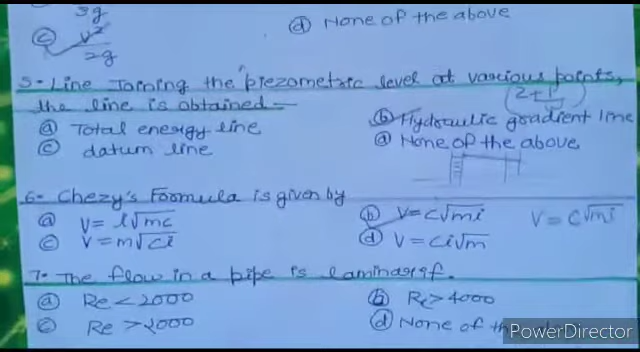 3g
(c) V²
2g
(d) None of the above
5- Line Joining the piezometric level at various points,
the line is obtained-
(a) Total energy line
(b) Hydraulic gradient line
(c) datum line
(d) None of the above
6- Chezy's Formula is given by
(a) V= i√mc
(b) V=c√mi V=c√mi
(c) V=m√ci
(d) V=ci√m
7- The flow in a pipe is laminar if.
(a) Re<2000
(b) Re>4000
(c) Re>2000
(d) None of the
PowerDirector